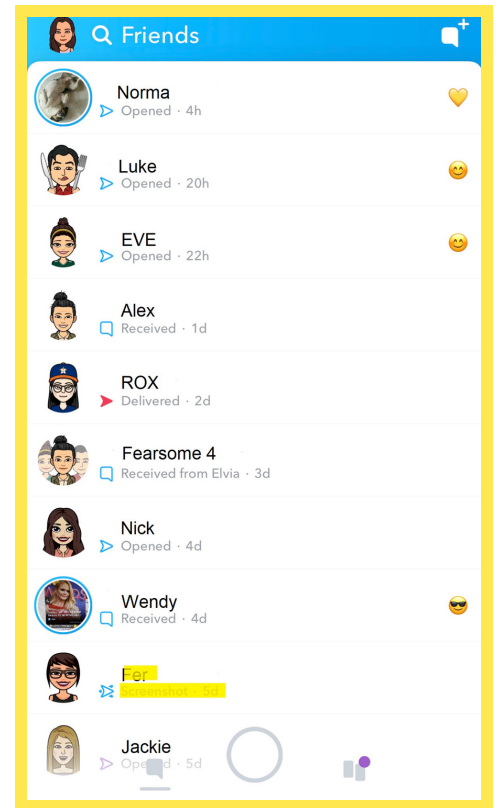 Friends
Norma
Opened · 4h
Luke
Opened · 20h
EVE
Opened · 22h
Alex
Received · 1d
ROX
Delivered · 2d
Fearsome 4
Received from Elvia · 3d
Nick
Opened · 4d
Wendy
Received · 4d
Fer
Screenshot · 5d
Jackie
Opened · 5d